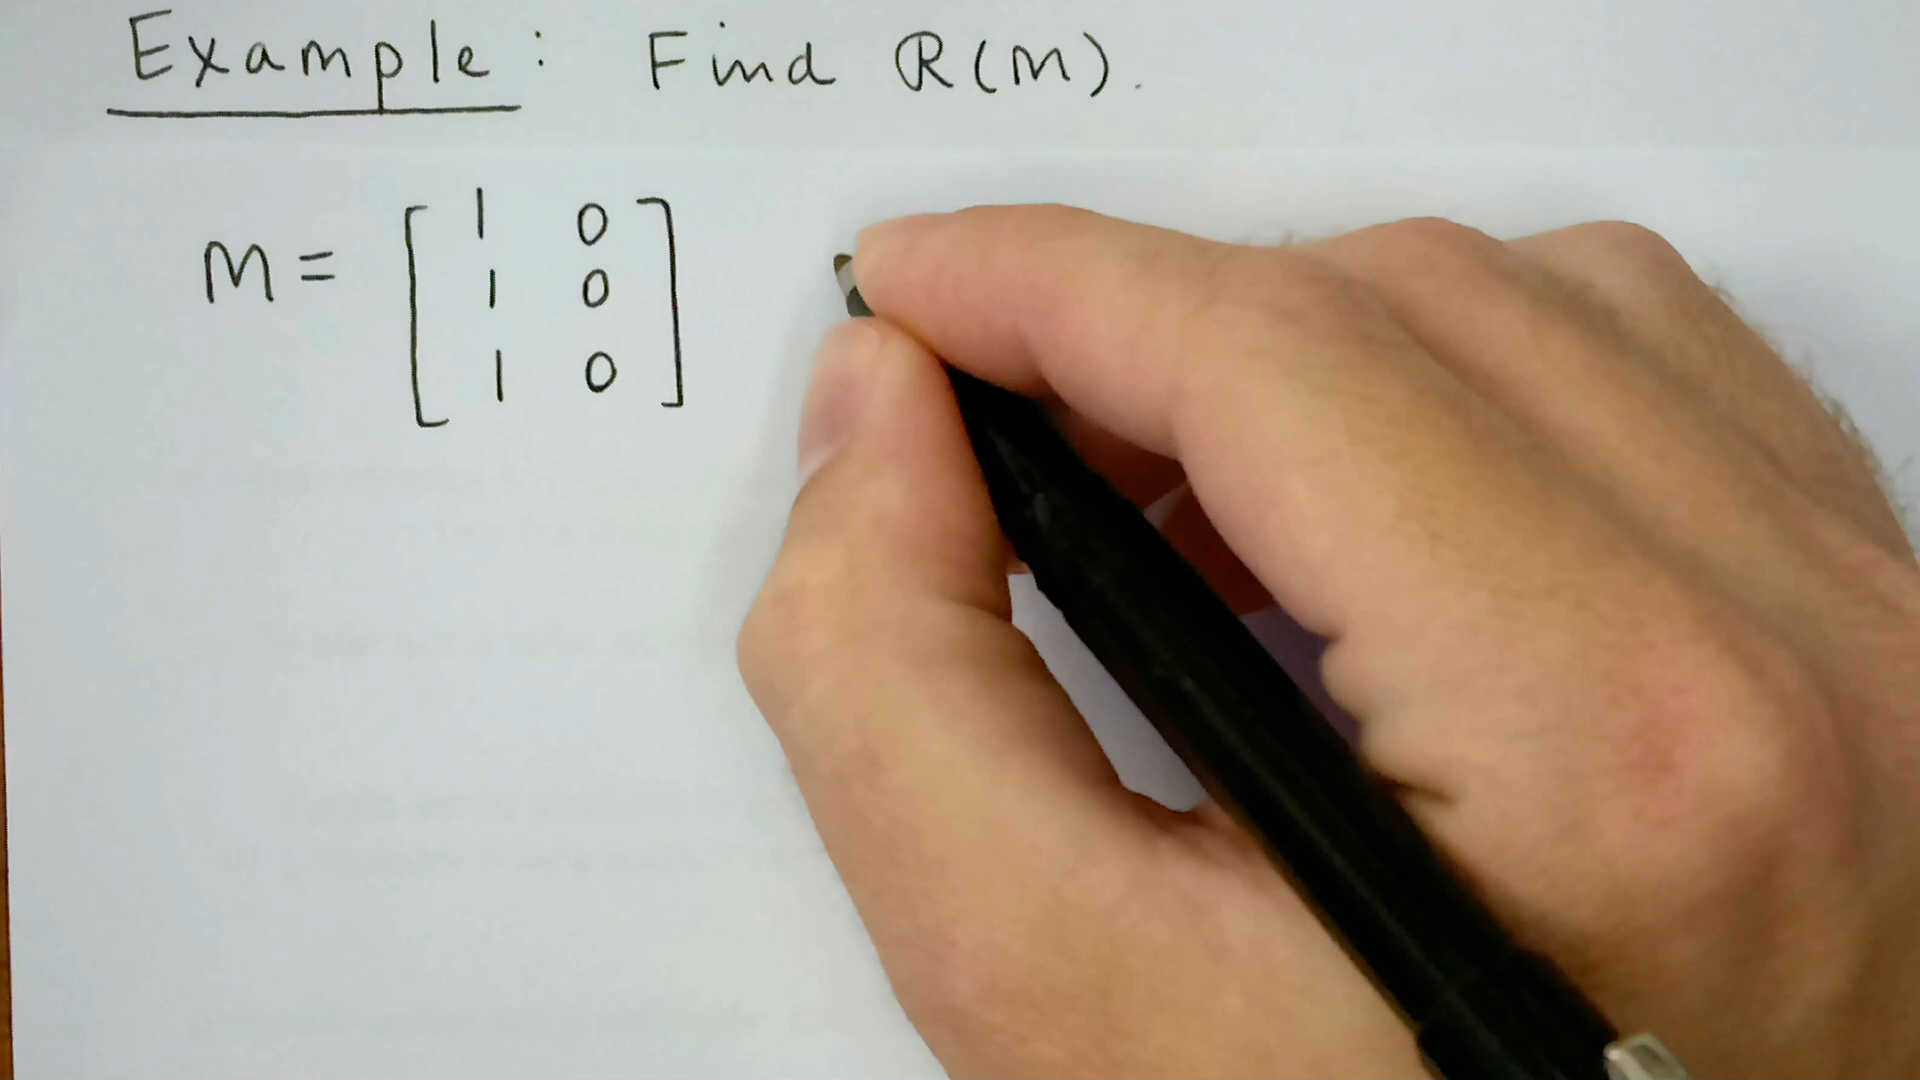 Example: Find R(M).
M = [ 1 0
1 0
1 0 ]